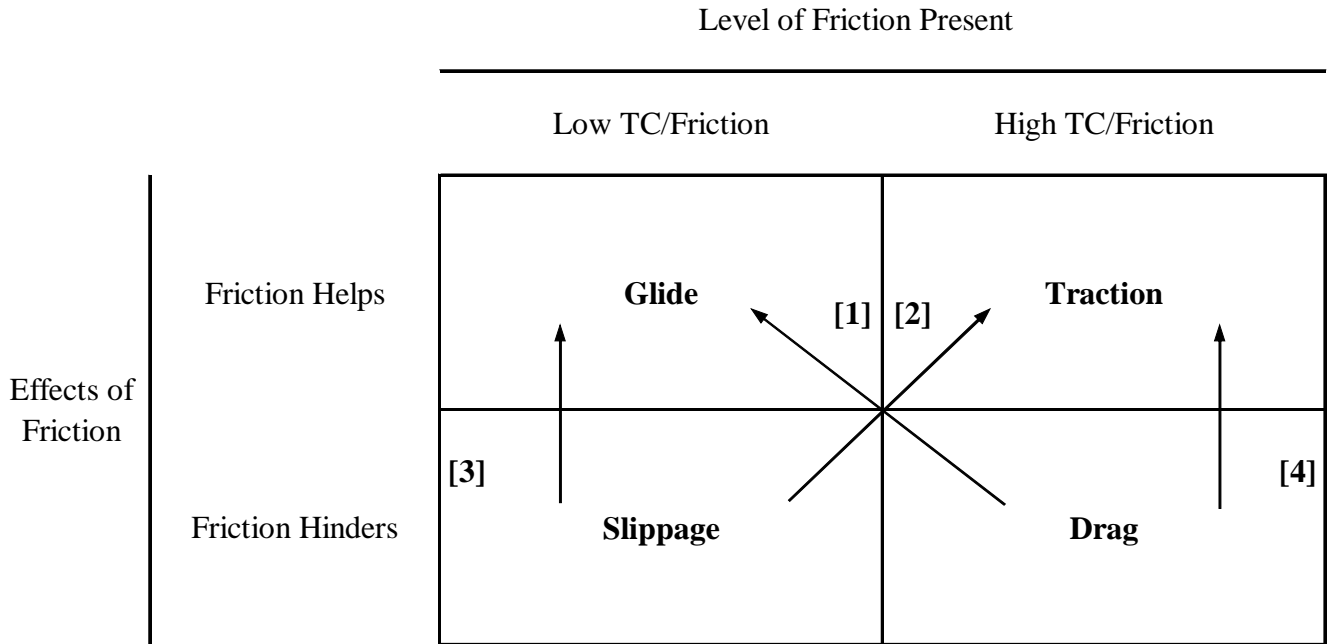 Level of Friction Present
Low TC/Friction
High TC/Friction
Friction Helps
Glide
[1]
[2]
Traction
Effects of
Friction
[3]
[4]
Friction Hinders
Slippage
Drag